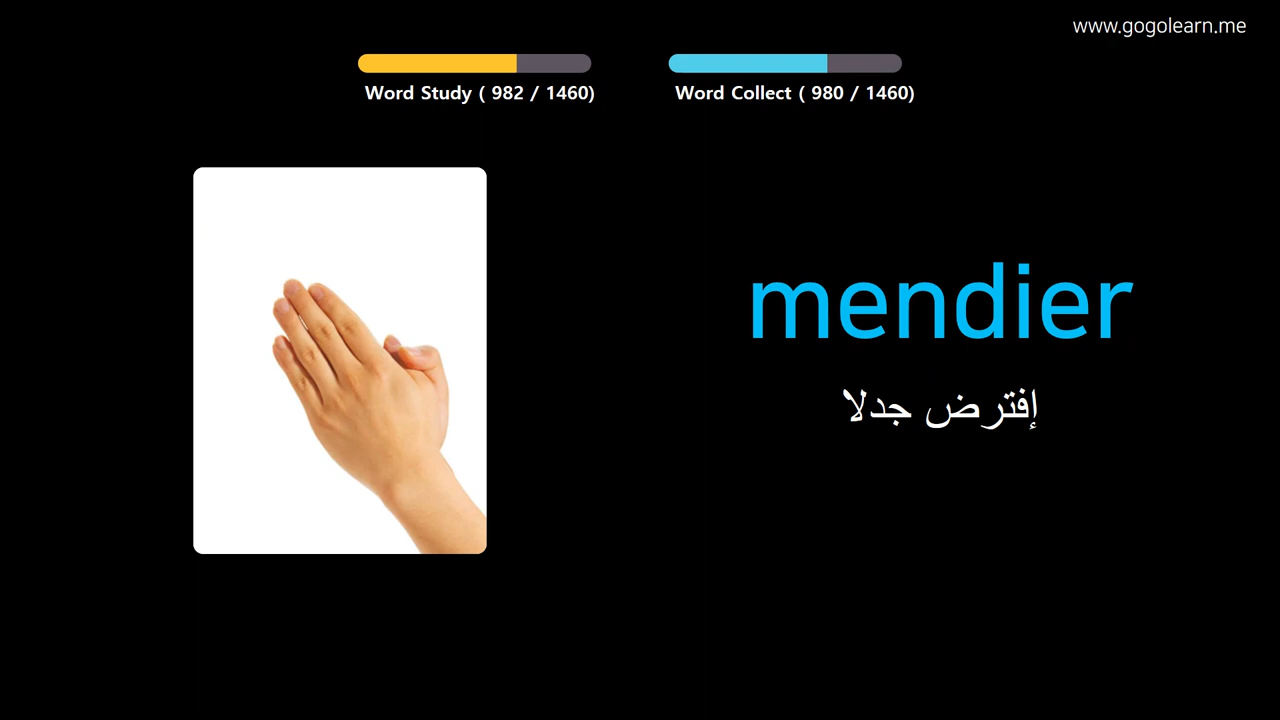 www.gogolearn.me
Word Study ( 982 / 1460)
Word Collect ( 980 / 1460)
mendier
إفترض جدلا